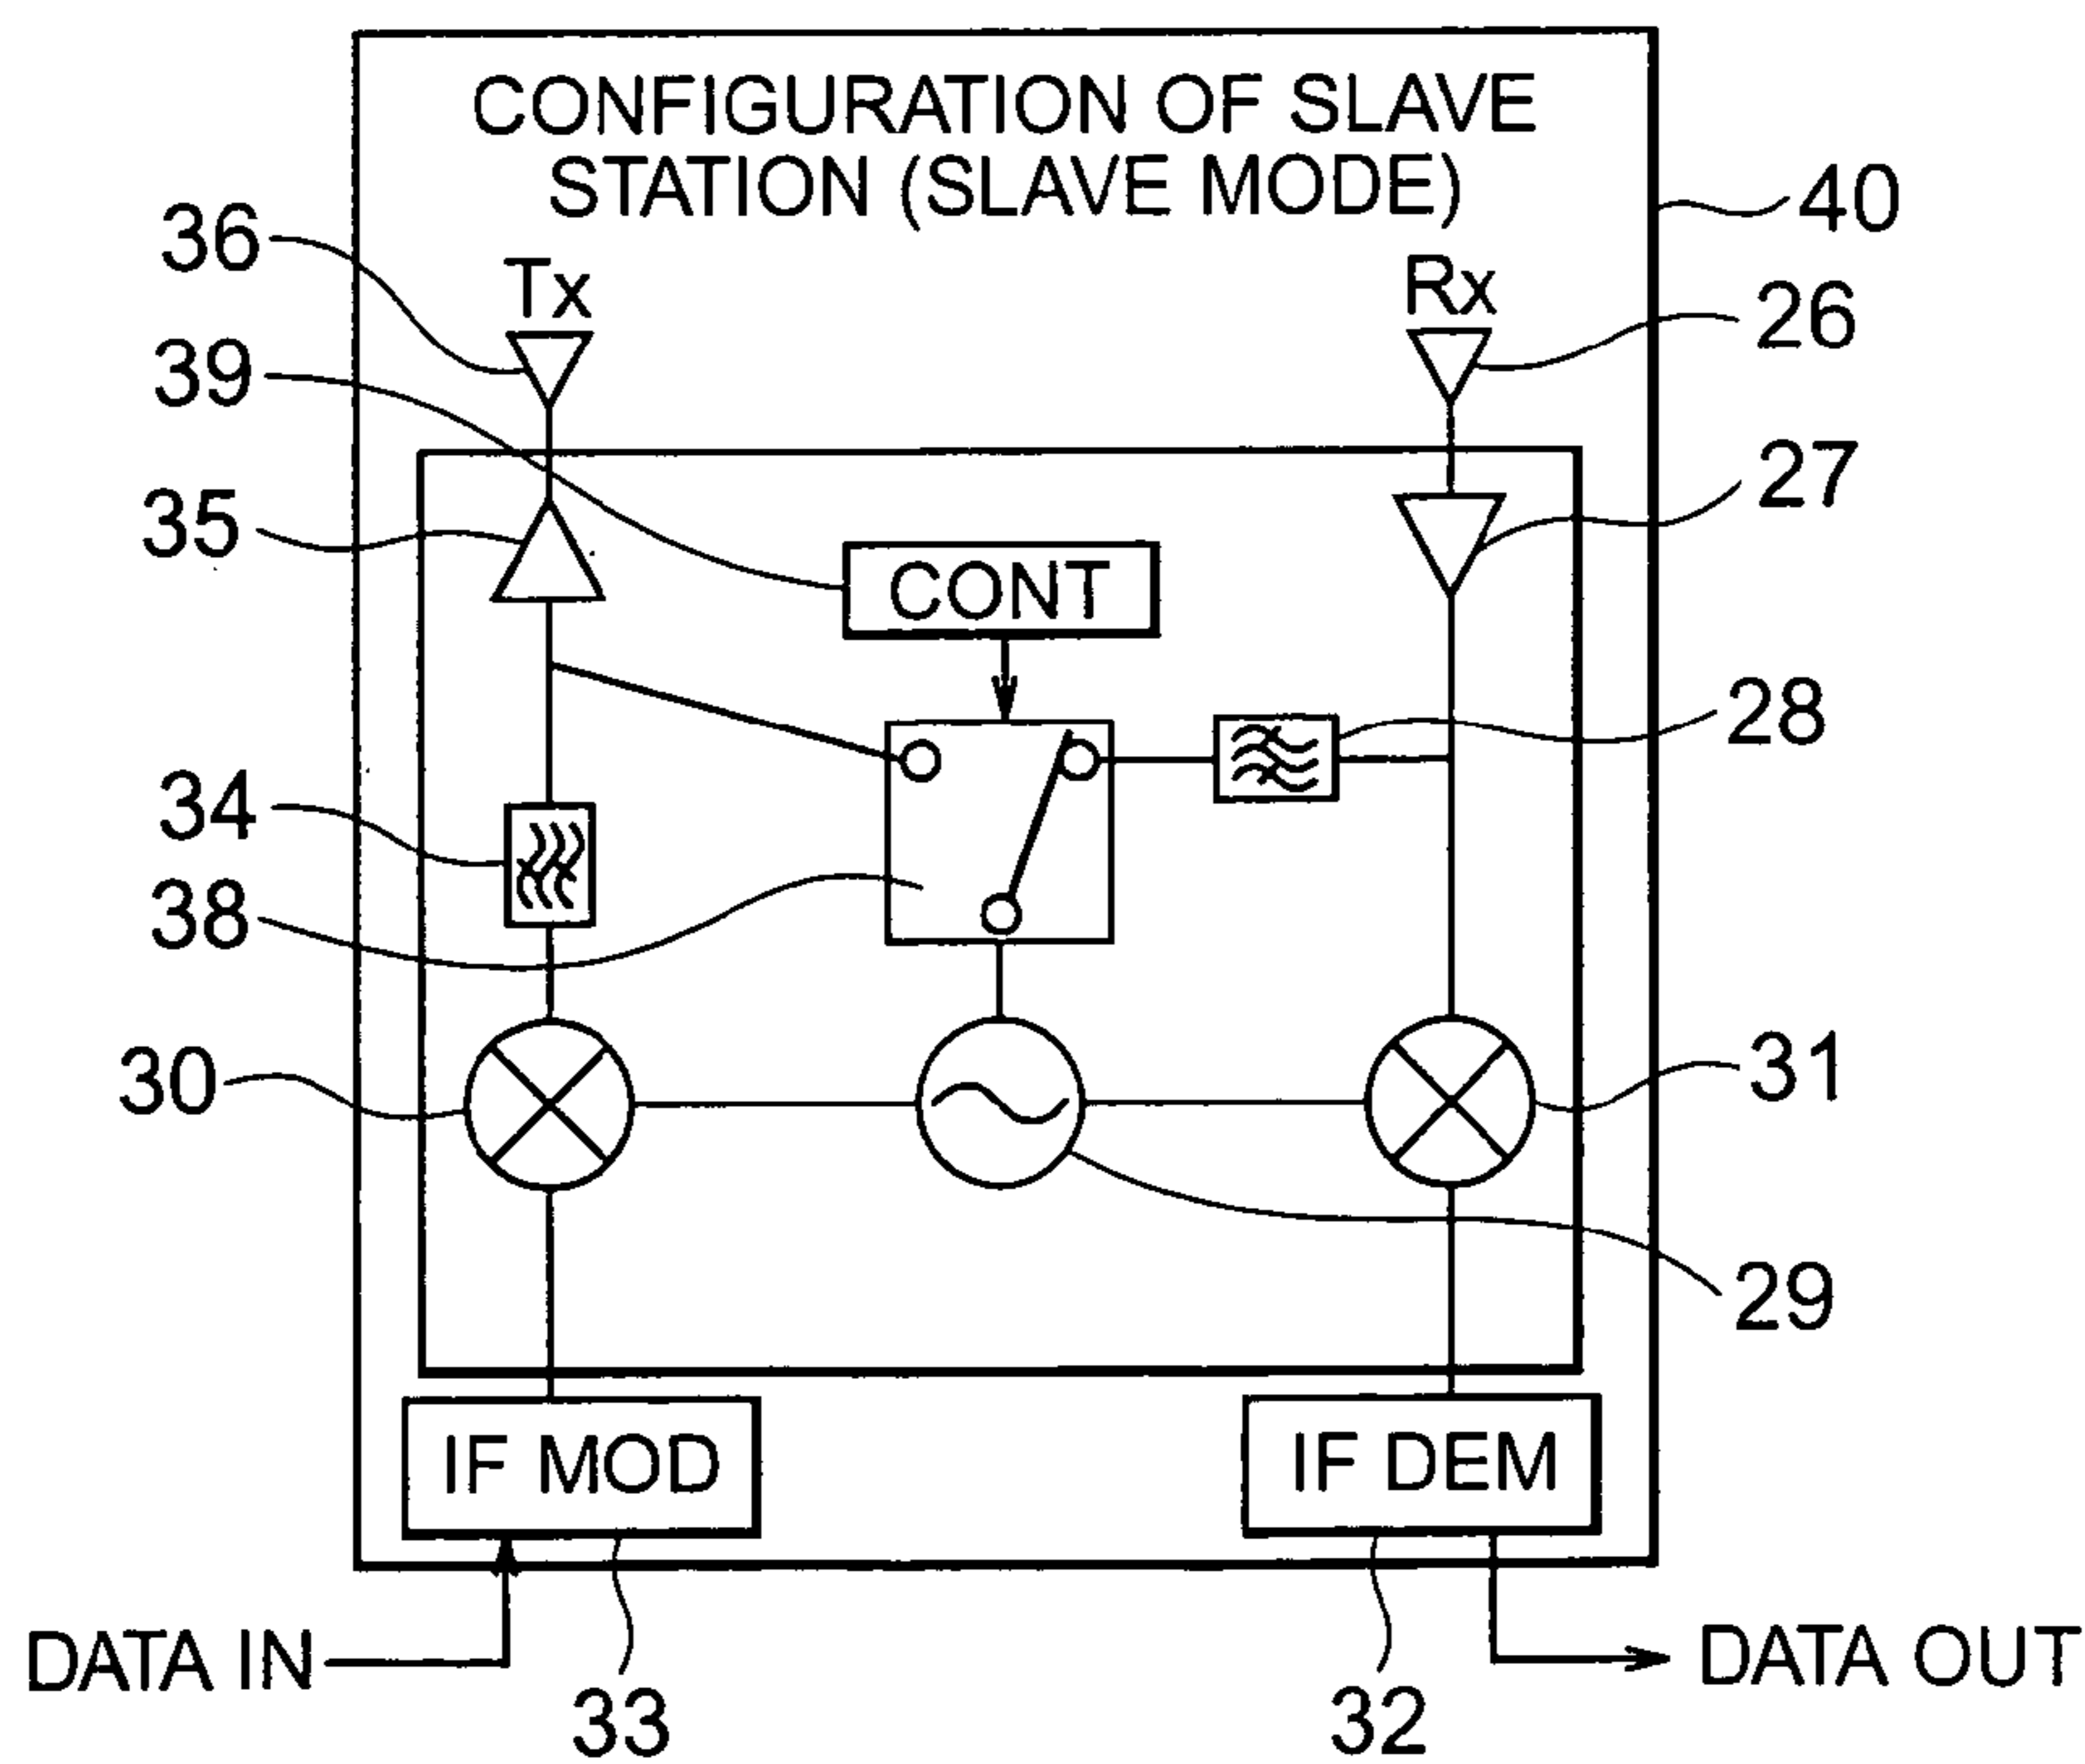 CONFIGURATION OF SLAVE
STATION (SLAVE MODE)
40
36
Tx
Rx
26
39
27
35
CONT
28
34
38
30
31
29
IF MOD
IF DEM
DATA IN
DATA OUT
33
32